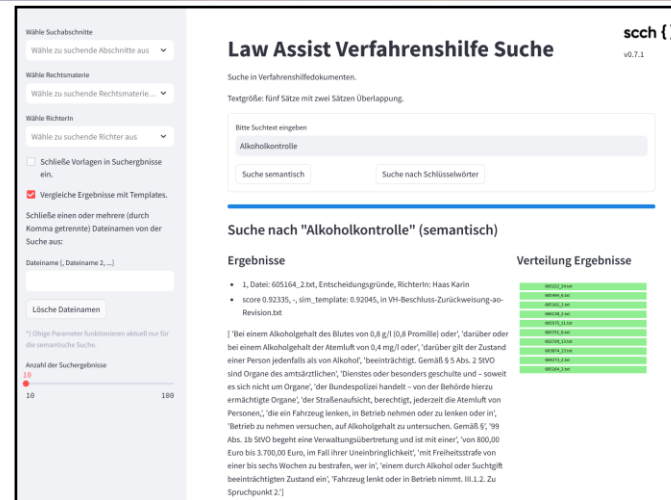 Wähle Suchabschnitte
Wähle zu suchende Abschnitte aus
Wähle Rechtsmaterie
Wähle zu suchende Rechtsmaterie...
Wähle RichterIn
Wähle zu suchende Richter aus
Schließe Vorlagen in Suchergbnisse
ein.
Vergleiche Ergebnisse mit Templates.
Schließe einen oder mehrere (durch
Komma getrennte) Dateinamen von der
Suche aus:
Dateiname [, Dateiname 2, ...]
Lösche Dateinamen
*) Obige Parameter funktionieren aktuell nur für
die semantische Suche.
Anzahl der Suchergebnisse
10
10 100
scch { }
v0.7.1
Law Assist Verfahrenshilfe Suche
Suche in Verfahrenshilfedokumenten.
Textgröße: fünf Sätze mit zwei Sätzen Überlappung.
Bitte Suchtext eingeben
Alkoholkontrolle
Suche semantisch
Suche nach Schlüsselwörter
Suche nach "Alkoholkontrolle" (semantisch)
Ergebnisse
1, Datei: 605164_2.txt, Entscheidungsgründe, RichterIn: Haas Karin
score 0.92335, -, sim_template: 0.92045, in VH-Beschluss-Zurückweisung-ao-
Revision.txt
[ 'Bei einem Alkoholgehalt des Blutes von 0,8 g/l (0,8 Promille) oder', 'darüber oder
bei einem Alkoholgehalt der Atemluft von 0,4 mg/l oder', 'darüber gilt der Zustand
einer Person jedenfalls als von Alkohol', 'beeinträchtigt. Gemäß § 5 Abs. 2 StVO
sind Organe des amtsärztlichen', 'Dienstes oder besonders geschulte und – soweit
es sich nicht um Organe', 'der Bundespolizei handelt – von der Behörde hierzu
ermächtigte Organe', 'der Straßenaufsicht, berechtigt, jederzeit die Atemluft von
Personen,', 'die ein Fahrzeug lenken, in Betrieb nehmen oder zu lenken oder in',
'Betrieb zu nehmen versuchen, auf Alkoholgehalt zu untersuchen. Gemäß §', '99
Abs. 1b StVO begeht eine Verwaltungsübertretung und ist mit einer', 'von 800,00
Euro bis 3.700,00 Euro, im Fall ihrer Uneinbringlichkeit', 'mit Freiheitsstrafe von
einer bis sechs Wochen zu bestrafen, wer in', 'einem durch Alkohol oder Suchtgift
beeinträchtigten Zustand ein', 'Fahrzeug lenkt oder in Betrieb nimmt. III.1.2. Zu
Spruchpunkt 2.']
Verteilung Ergebnisse
605164_2.txt